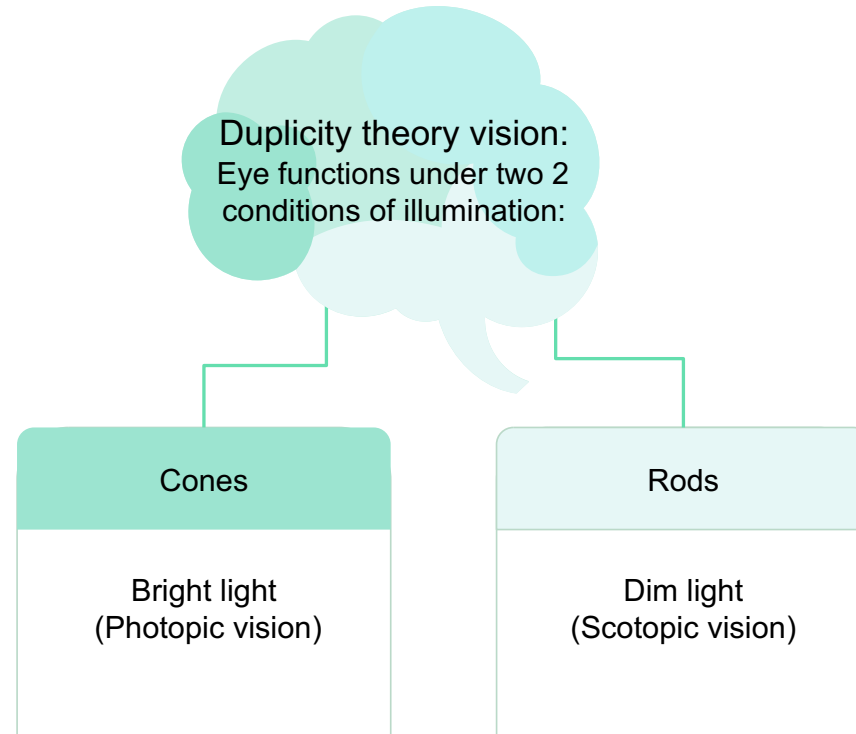 Duplicity theory vision:
Eye functions under two 2
conditions of illumination:
Cones
Bright light
(Photopic vision)
Rods
Dim light
(Scotopic vision)